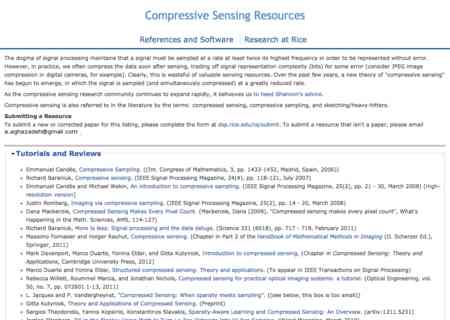 Compressive Sensing Resources
References and Software | Research at Rice
The dogma of signal processing maintains that a signal must be sampled at a rate at least twice its highest frequency in order to be represented without error.
However, in practice, we often compress the data soon after sensing, trading off signal representation complexity (bits) for some error (consider JPEG image
compression in digital cameras, for example). Clearly, this is wasteful of valuable sensing resources. Over the past few years, a new theory of "compressive sensing"
has begun to emerge, in which the signal is sampled (and simultaneously compressed) at a greatly reduced rate.
As the compressive sensing research community continues to expand rapidly, it behooves us to heed Shannon's advice.
Compressive sensing is also referred to in the literature by the terms: compressed sensing, compressive sampling, and sketching/heavy-hitters.
Submitting a Resource
To submit a new or corrected paper for this listing, please complete the form at dsp.rice.edu/cs/submit. To submit a resource that isn't a paper, please email
e.aghazadeh@gmail.com .
Tutorials and Reviews
Emmanuel Candès, Compressive Sampling. (Int. Congress of Mathematics, 3, pp. 1433-1452, Madrid, Spain, 2006)
Richard Baraniuk, Compressive sensing. (IEEE Signal Processing Magazine, 24(4), pp. 118-121, July 2007)
Emmanuel Candès and Michael Wakin, An introduction to compressive sampling. (IEEE Signal Processing Magazine, 25(2), pp. 21 - 30, March 2008) [High-
resolution version]
Justin Romberg, Imaging via compressive sampling. (IEEE Signal Processing Magazine, 25(2), pp. 14 - 20, March 2008)
Dana Mackenzie, Compressed Sensing Makes Every Pixel Count. (Mackenzie, Dana (2009), "Compressed sensing makes every pixel count", What's
Happening in the Math. Sciences, AMS, 114-127)
Richard Baraniuk, More is less: Signal processing and the data deluge. (Science 331 (6018), pp. 717 - 719, February 2011)
Massimo Fornasier and Holger Rauhut, Compressive sensing. (Chapter in Part 2 of the Handbook of Mathematical Methods in Imaging (O. Scherzer Ed.),
Springer, 2011)
Mark Davenport, Marco Duarte, Yonina Eldar, and Gitta Kutyniok, Introduction to compressed sensing, (Chapter in Compressed Sensing: Theory and
Applications, Cambridge University Press, 2012)
Marco Duarte and Yonina Eldar, Structured compressed sensing: Theory and applications. (To appear in IEEE Transactions on Signal Processing)
Rebecca Willett, Roummel Marcia, and Jonathan Nichols, Compressed sensing for practical optical imaging systems: a tutorial. (Optical Engineering, vol.
50, no. 7, pp. 072601 1-13, 2011)
L. Jacques and P. Vandergheynst, "Compressed Sensing: When sparsity meets sampling". ([see below, this box is too small])
Gitta Kutyniok, Theory and Applications of Compressed Sensing. (Preprint)
Sergios Theodoridis, Yannis Kopsinis, and Konstantinos Slavakis, Sparsity-Aware Learning and Compressed Sensing: An Overview. (arXiv:1211.5231)